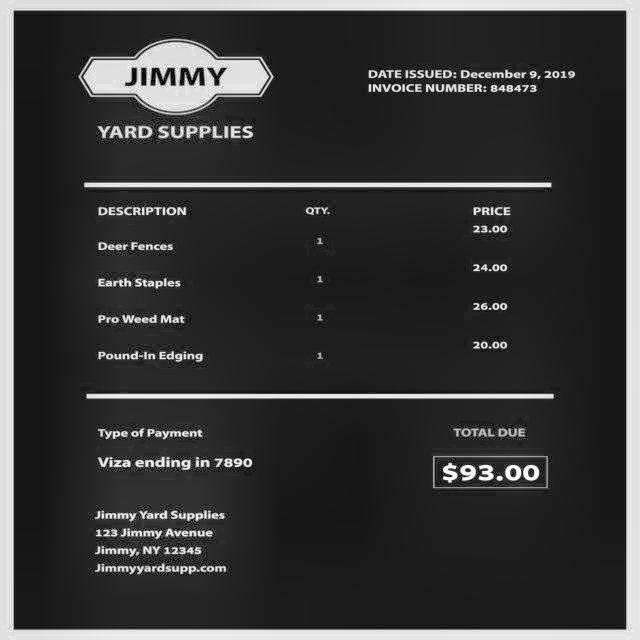 JIMMY
YARD SUPPLIES
DATE ISSUED: December 9, 2019
INVOICE NUMBER: 848473
DESCRIPTION QTY. PRICE
Deer Fences 1 23.00
Earth Staples 1 24.00
Pro Weed Mat 1 26.00
Pound-In Edging 1 20.00
Type of Payment TOTAL DUE
Viza ending in 7890 $93.00
Jimmy Yard Supplies
123 Jimmy Avenue
Jimmy, NY 12345
Jimmyyardsupp.com